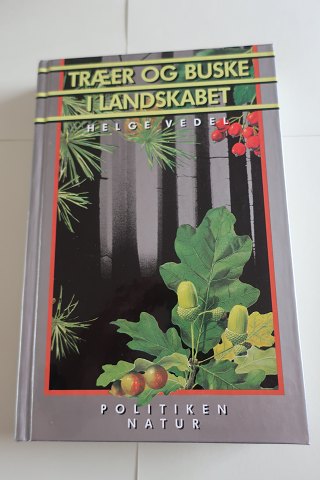 TRÆER OG BUSKE
I LANDSKABET
HELGE VEDEL
POLITIKEN
NATUR